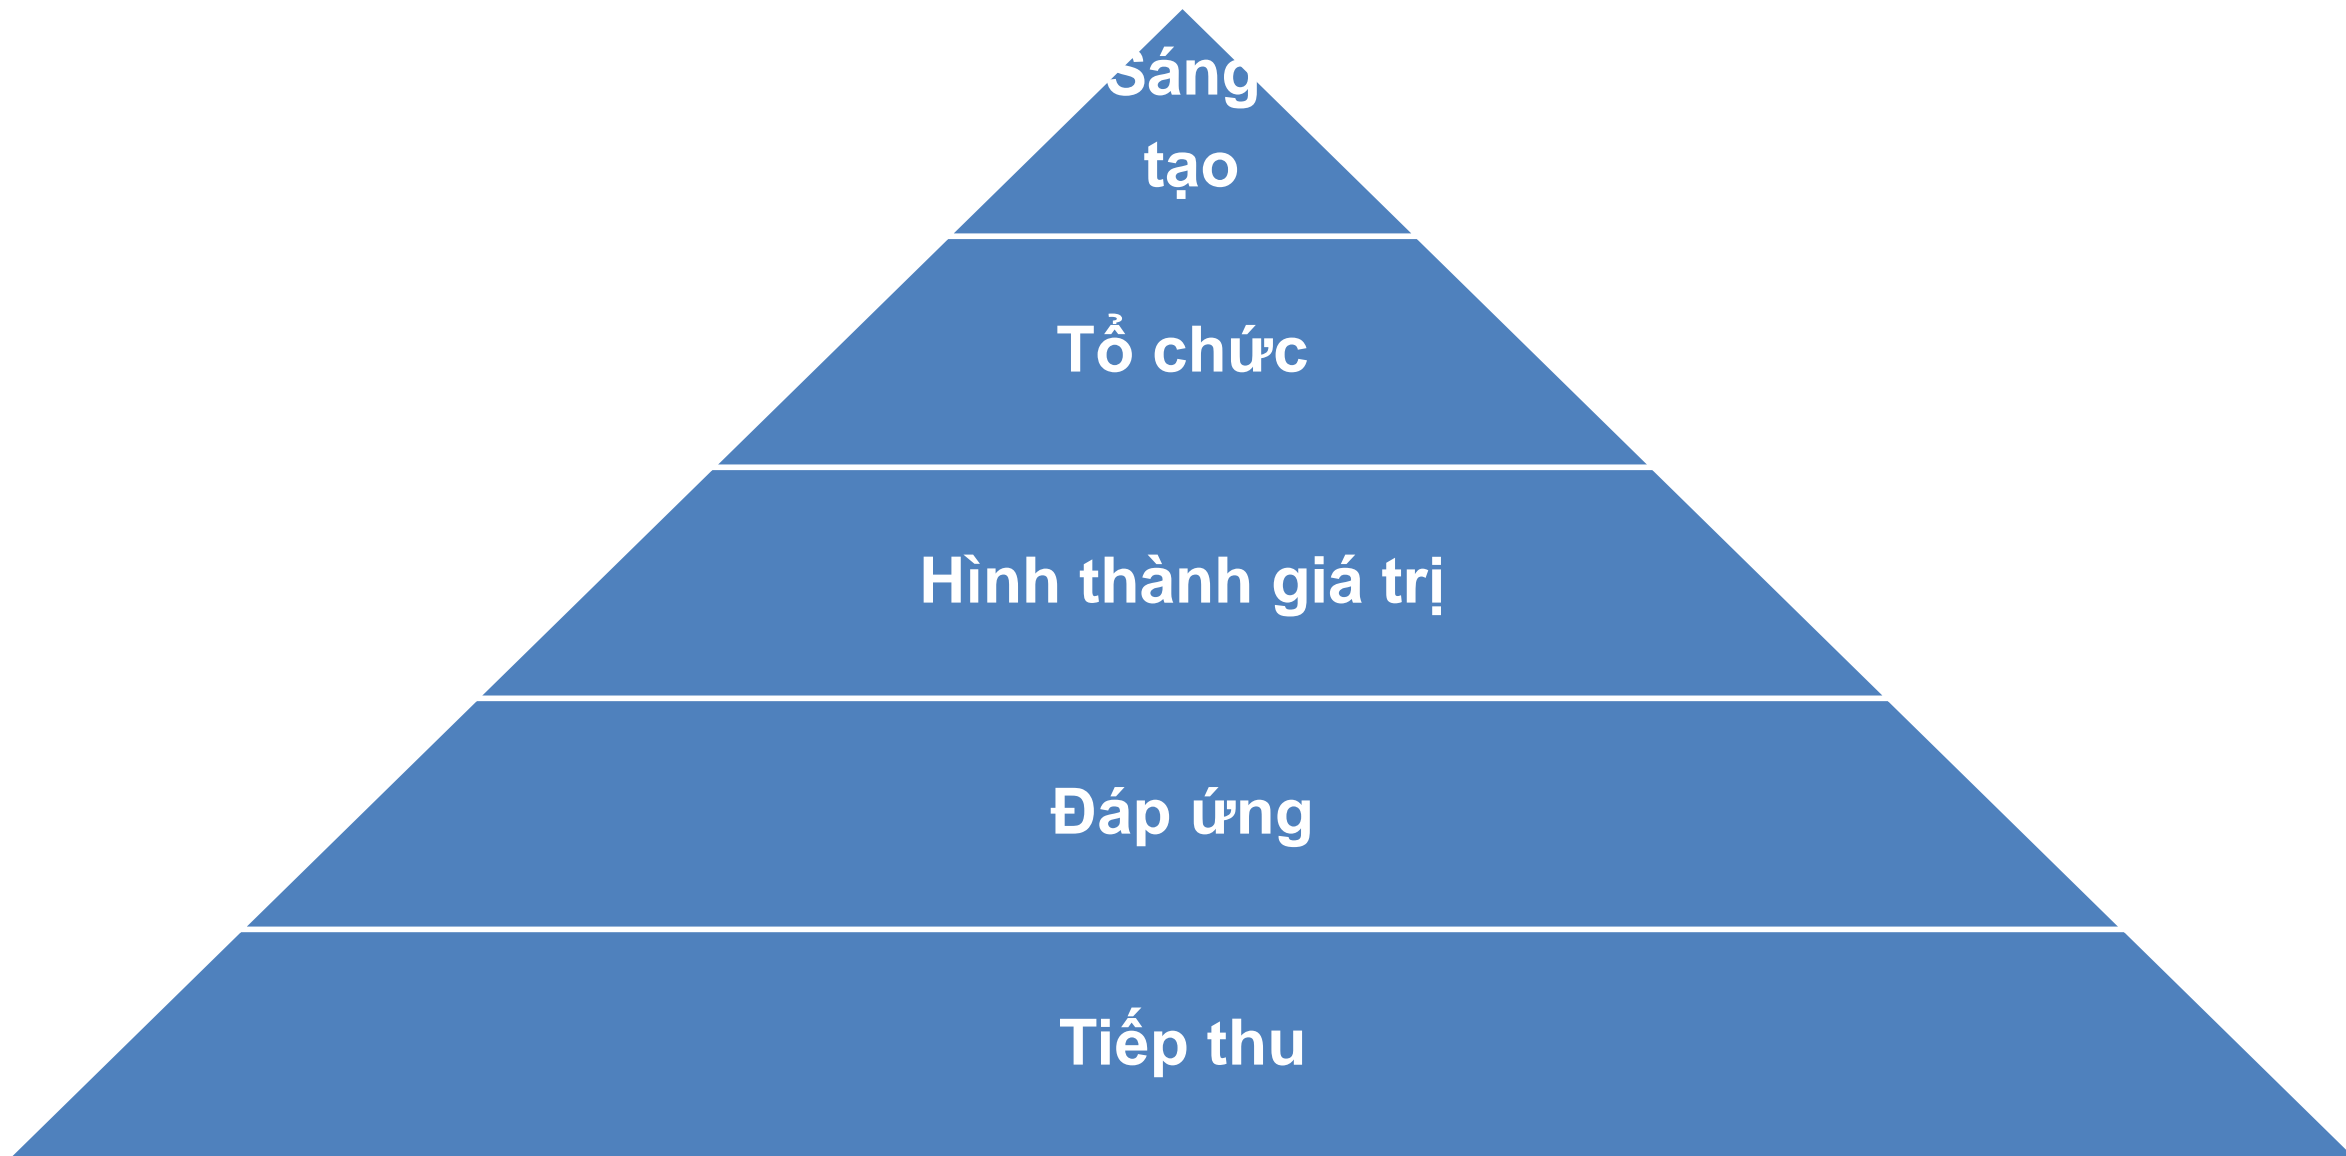 Sáng
tạo
Tổ chức
Hình thành giá trị
Đáp ứng
Tiếp thu